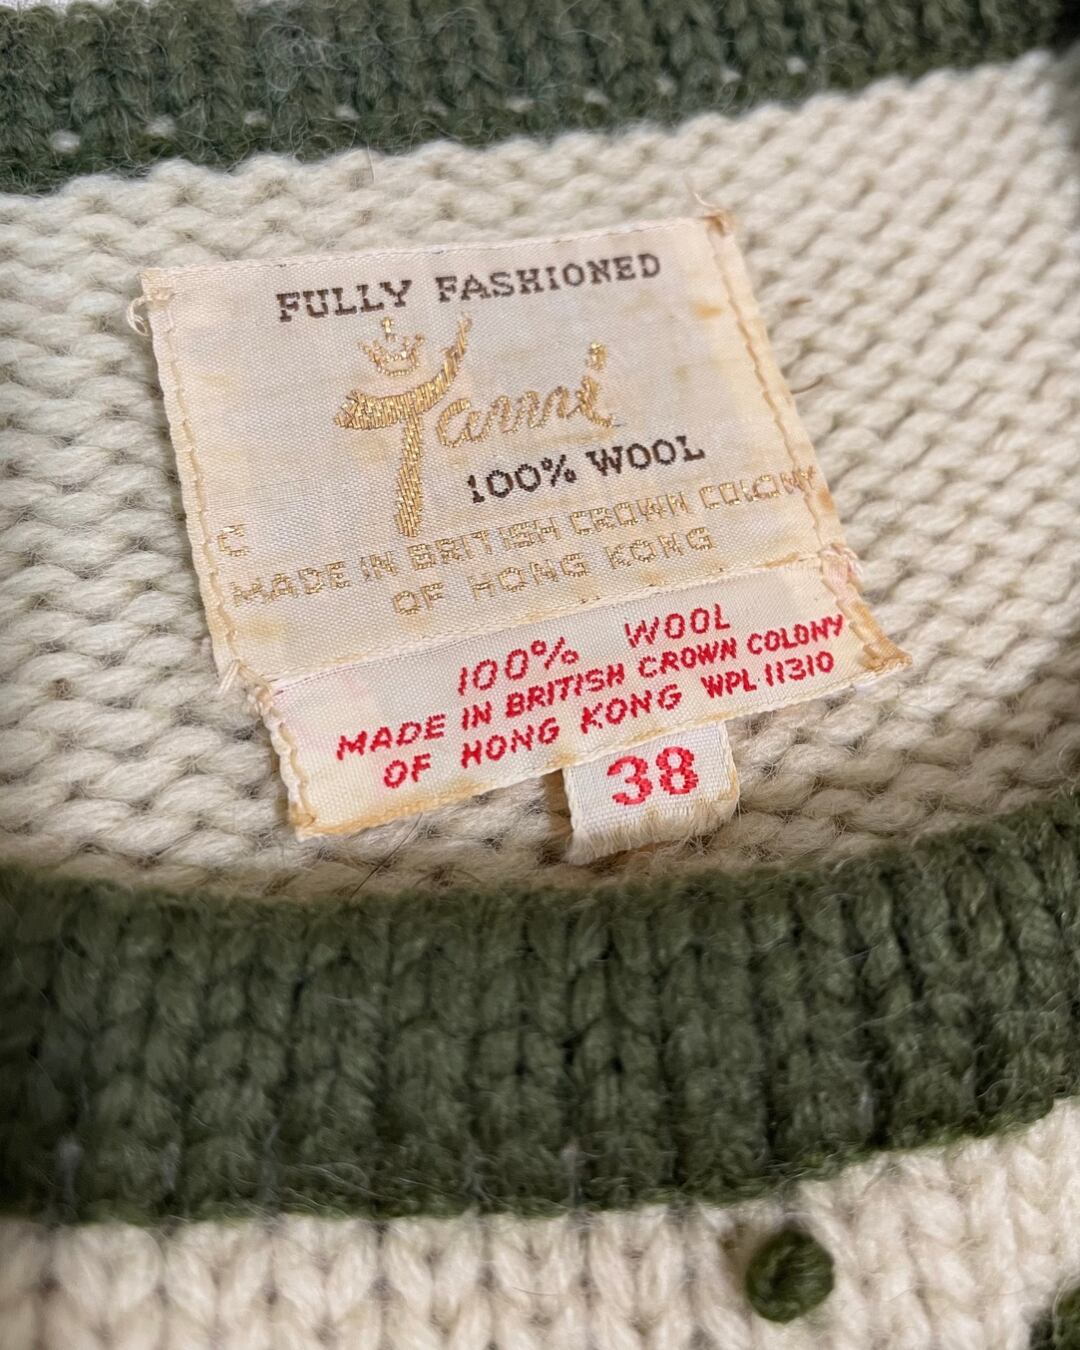 FULLY FASHIONED
Tammi
100% WOOL
C
MADE IN BRITISH CROWN COLONY
OF HONG KONG
100% WOOL
MADE IN BRITISH CROWN COLONY
OF HONG KONG WPL·11310
38